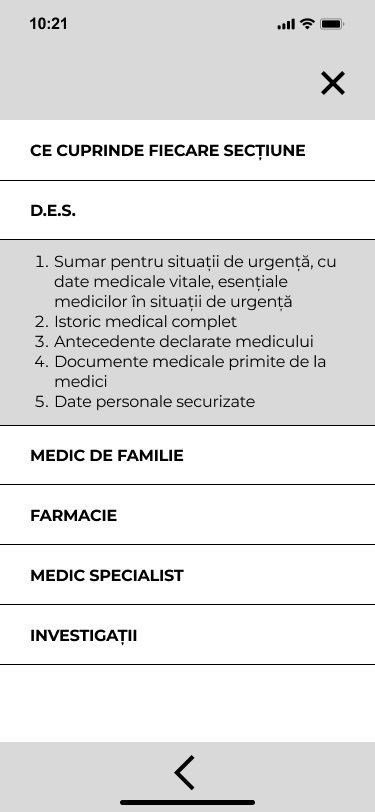 10:21
CE CUPRINDE FIECARE SECȚIUNE
D.E.S.
1. Sumar pentru situații de urgență, cu
date medicale vitale, esențiale
medicilor în situații de urgență
2. Istoric medical complet
3. Antecedente declarate medicului
4. Documente medicale primite de la
medici
5. Date personale securizate
MEDIC DE FAMILIE
FARMACIE
MEDIC SPECIALIST
INVESTIGAȚII